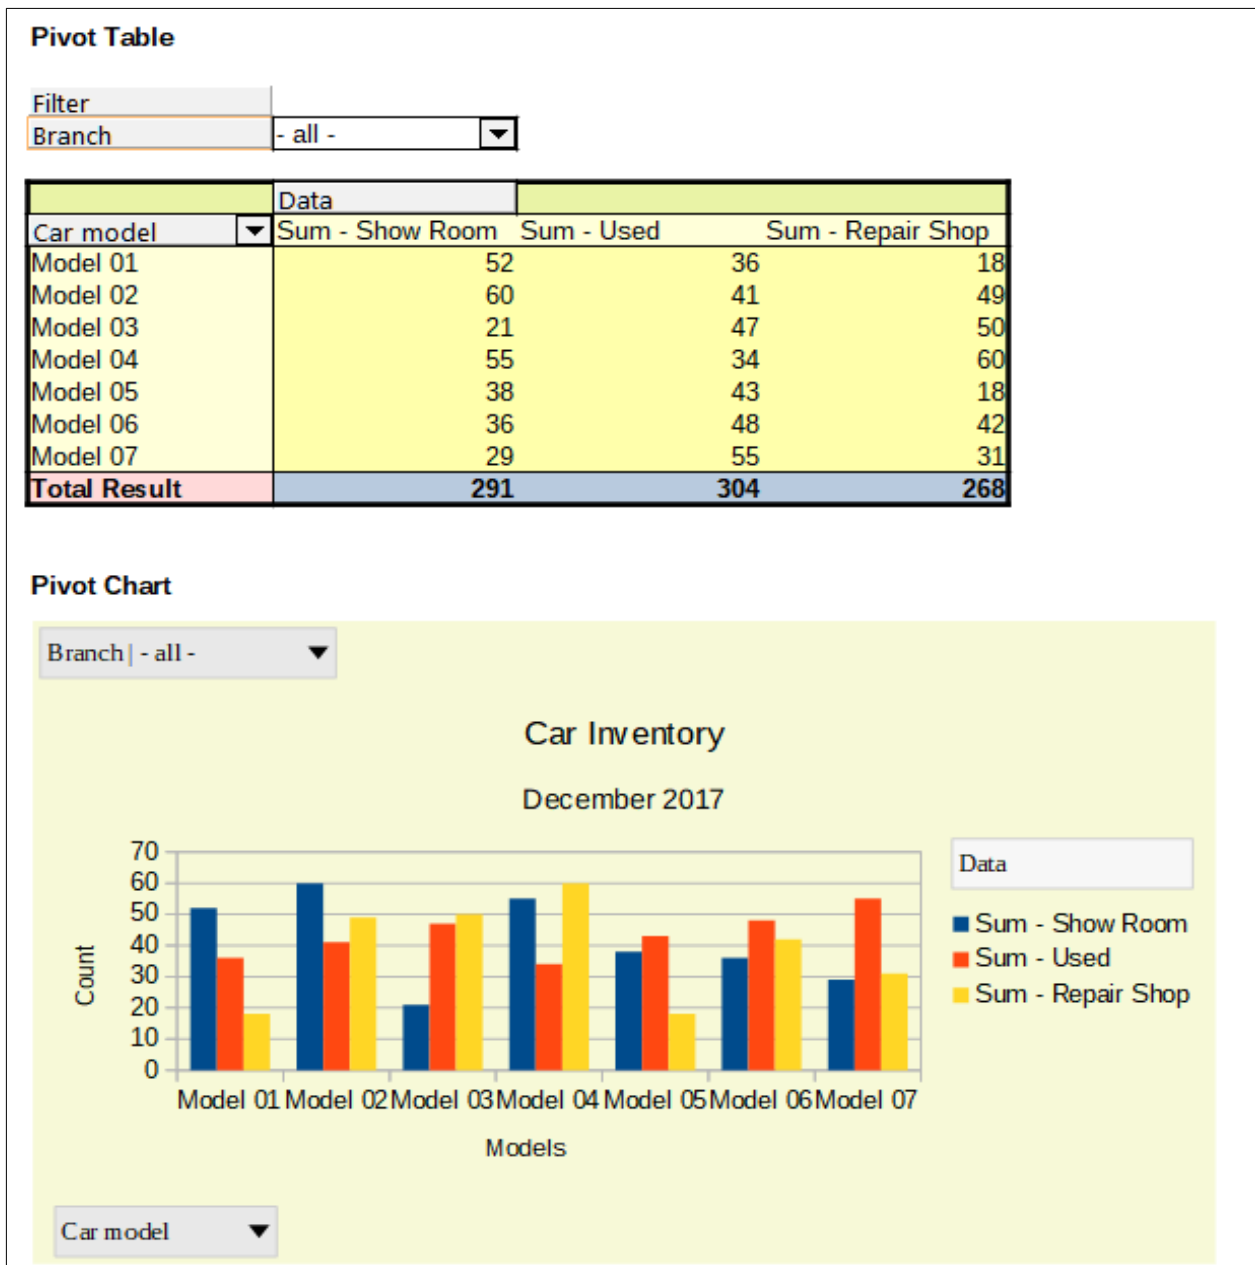 Pivot Table
Filter
Branch - all -
Data
Car model Sum - Show Room Sum - Used Sum - Repair Shop
Model 01 52 36 18
Model 02 60 41 49
Model 03 21 47 50
Model 04 55 34 60
Model 05 38 43 18
Model 06 36 48 42
Model 07 29 55 31
Total Result 291 304 268
Pivot Chart
Branch | - all -
Car Inventory
December 2017
70
60
50
40
30
20
10
0
Count
Model 01 Model 02 Model 03 Model 04 Model 05 Model 06 Model 07
Models
Data
Sum - Show Room
Sum - Used
Sum - Repair Shop
Car model